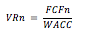 VRn = FCFn / WACC